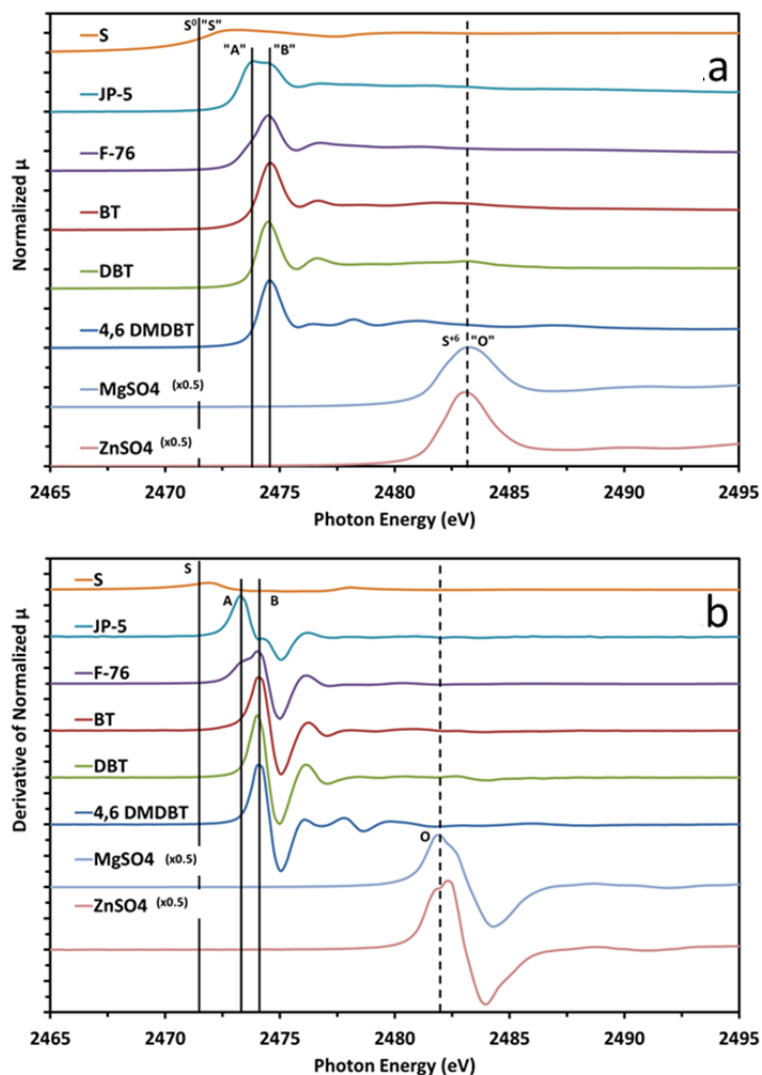 S⁰ "S"
S
"A" "B"
a
JP-5
F-76
BT
DBT
4,6 DMDBT
S⁺⁶ "O"
MgSO4 (x0.5)
ZnSO4 (x0.5)
Normalized μ
2465 2470 2475 2480 2485 2490 2495
Photon Energy (eV)
S
S
A B
b
JP-5
F-76
BT
DBT
4,6 DMDBT
O
MgSO4 (x0.5)
ZnSO4 (x0.5)
Derivative of Normalized μ
2465 2470 2475 2480 2485 2490 2495
Photon Energy (eV)